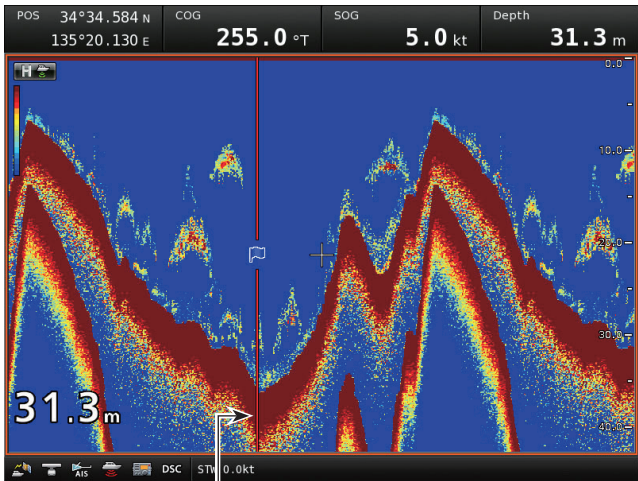 POS 34°34.584 N
135°20.130 E
COG
255.0 °T
SOG
5.0 kt
Depth
31.3 m
H
0.0
10.0
20.0
30.0
40.0
31.3m
AIS
DSC
STW 0.0kt